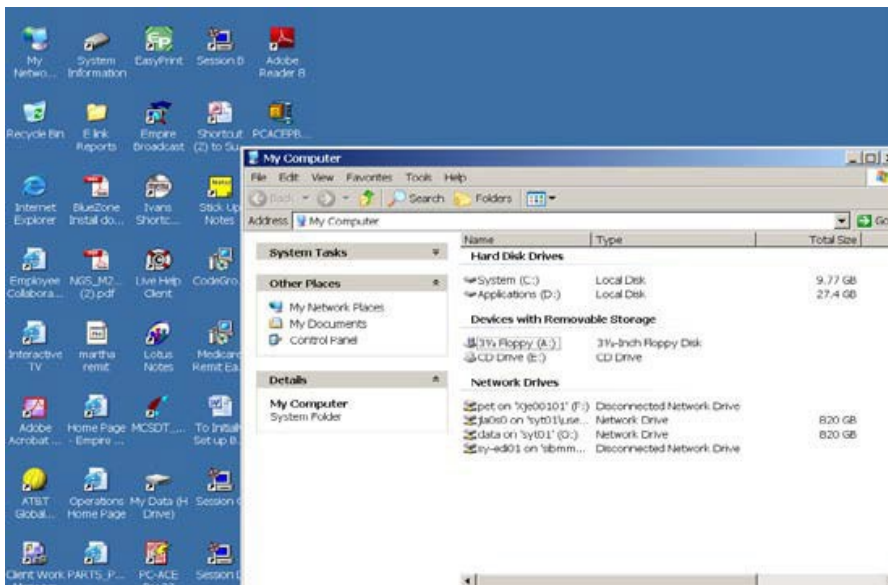 My System EasyPrint Session D Adobe
Netwo... Information Reader 8
Recycle Bin E link Empire Shortcut PCACEPB...
Reports Broadcast (2) to Su...
Internet BlueZone Ivans Stick Up
Explorer Install do... Shortc... Notes
Employee NGS_M2... Live Help CodeGro...
Collabora... (2).pdf Client
Interactive martha Lotus Medicare
TV remit Notes Remit Ea...
Adobe Home Page MCSDT_... To Initially
Acrobat ... - Empire ... Set up B...
AT&T Operations My Data (H Session
Global... Home Page Drive)
Client Work PARTS_P... PC-ACE Session
My Computer
File Edit View Favorites Tools Help
Back Search Folders
Address My Computer Go
System Tasks
Other Places
My Network Places
My Documents
Control Panel
Details
My Computer
System Folder
Name Type Total Size
Hard Disk Drives
System (C:) Local Disk 9.77 GB
Applications (D:) Local Disk 27.4 GB
Devices with Removable Storage
3½ Floppy (A:) 3½-Inch Floppy Disk
CD Drive (E:) CD Drive
Network Drives
pet on 'Xje00101' (F:) Disconnected Network Drive
Network Drive 820 GB
data on 'syt01' (O:) Network Drive 820 GB
Disconnected Network Drive